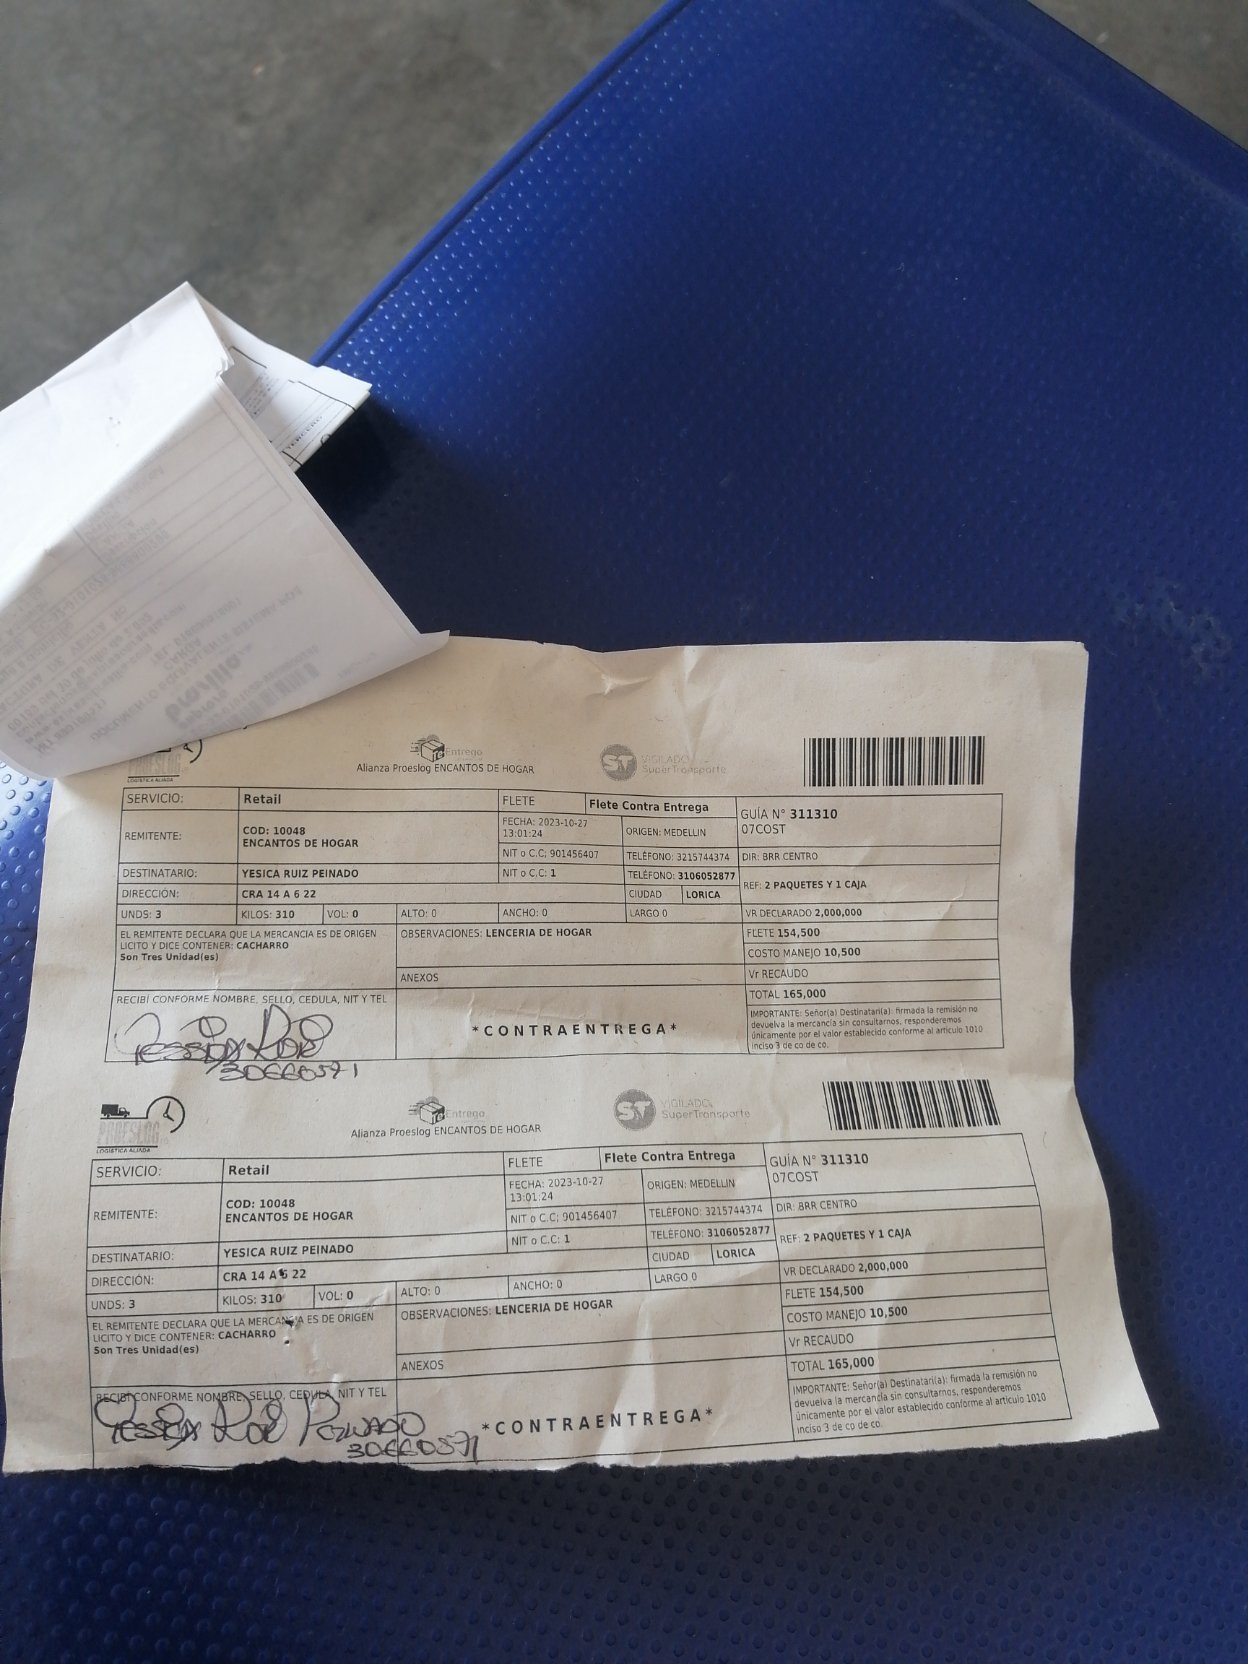 PROESLOG
LOGISTICA ALIADA
Entrego
Alianza Proeslog ENCANTOS DE HOGAR
ST VIGILADO
SuperTransporte
SERVICIO: Retail FLETE Flete Contra Entrega GUÍA N° 311310
07COST
REMITENTE: COD: 10048
ENCANTOS DE HOGAR
FECHA: 2023-10-27
13:01:24
ORIGEN: MEDELLIN
NIT o C.C; 901456407 TELÉFONO: 3215744374 DIR: BRR CENTRO
DESTINATARIO: YESICA RUIZ PEINADO NIT o C.C: 1 TELÉFONO: 3106052877
REF: 2 PAQUETES Y 1 CAJA
DIRECCIÓN: CRA 14 A 6 22 CIUDAD LORICA
UNDS: 3 KILOS: 310 VOL: 0 ALTO: 0 ANCHO: 0 LARGO 0 VR DECLARADO 2,000,000
EL REMITENTE DECLARA QUE LA MERCANCIA ES DE ORIGEN
LICITO Y DICE CONTENER: CACHARRO
Son Tres Unidad(es)
OBSERVACIONES: LENCERIA DE HOGAR
FLETE 154,500
COSTO MANEJO 10,500
ANEXOS
Vr RECAUDO
TOTAL 165,000
RECIBÍ CONFORME NOMBRE, SELLO, CEDULA, NIT Y TEL
*CONTRAENTREGA*
IMPORTANTE: Señor(a) Destinatari(a): firmada la remisión no
devuelva la mercancía sin consultarnos, responderemos
únicamente por el valor establecido conforme al artículo 1010
inciso 3 de co de co.
30660571
PROESLOG
LOGISTICA ALIADA
Entrego
Alianza Proeslog ENCANTOS DE HOGAR
ST VIGILADO
SuperTransporte
SERVICIO: Retail FLETE Flete Contra Entrega GUÍA N° 311310
07COST
REMITENTE: COD: 10048
ENCANTOS DE HOGAR
FECHA: 2023-10-27
13:01:24
ORIGEN: MEDELLIN
NIT o C.C; 901456407 TELÉFONO: 3215744374 DIR: BRR CENTRO
DESTINATARIO: YESICA RUIZ PEINADO NIT o C.C: 1 TELÉFONO: 3106052877
REF: 2 PAQUETES Y 1 CAJA
DIRECCIÓN: CRA 14 A 6 22 CIUDAD LORICA
UNDS: 3 KILOS: 310 VOL: 0 ALTO: 0 ANCHO: 0 LARGO 0 VR DECLARADO 2,000,000
EL REMITENTE DECLARA QUE LA MERCANCIA ES DE ORIGEN
LICITO Y DICE CONTENER: CACHARRO
Son Tres Unidad(es)
OBSERVACIONES: LENCERIA DE HOGAR
FLETE 154,500
COSTO MANEJO 10,500
ANEXOS
Vr RECAUDO
TOTAL 165,000
RECIBÍ CONFORME NOMBRE, SELLO, CEDULA, NIT Y TEL
*CONTRAENTREGA*
IMPORTANTE: Señor(a) Destinatari(a): firmada la remisión no
devuelva la mercancía sin consultarnos, responderemos
únicamente por el valor establecido conforme al artículo 1010
inciso 3 de co de co.
30660571